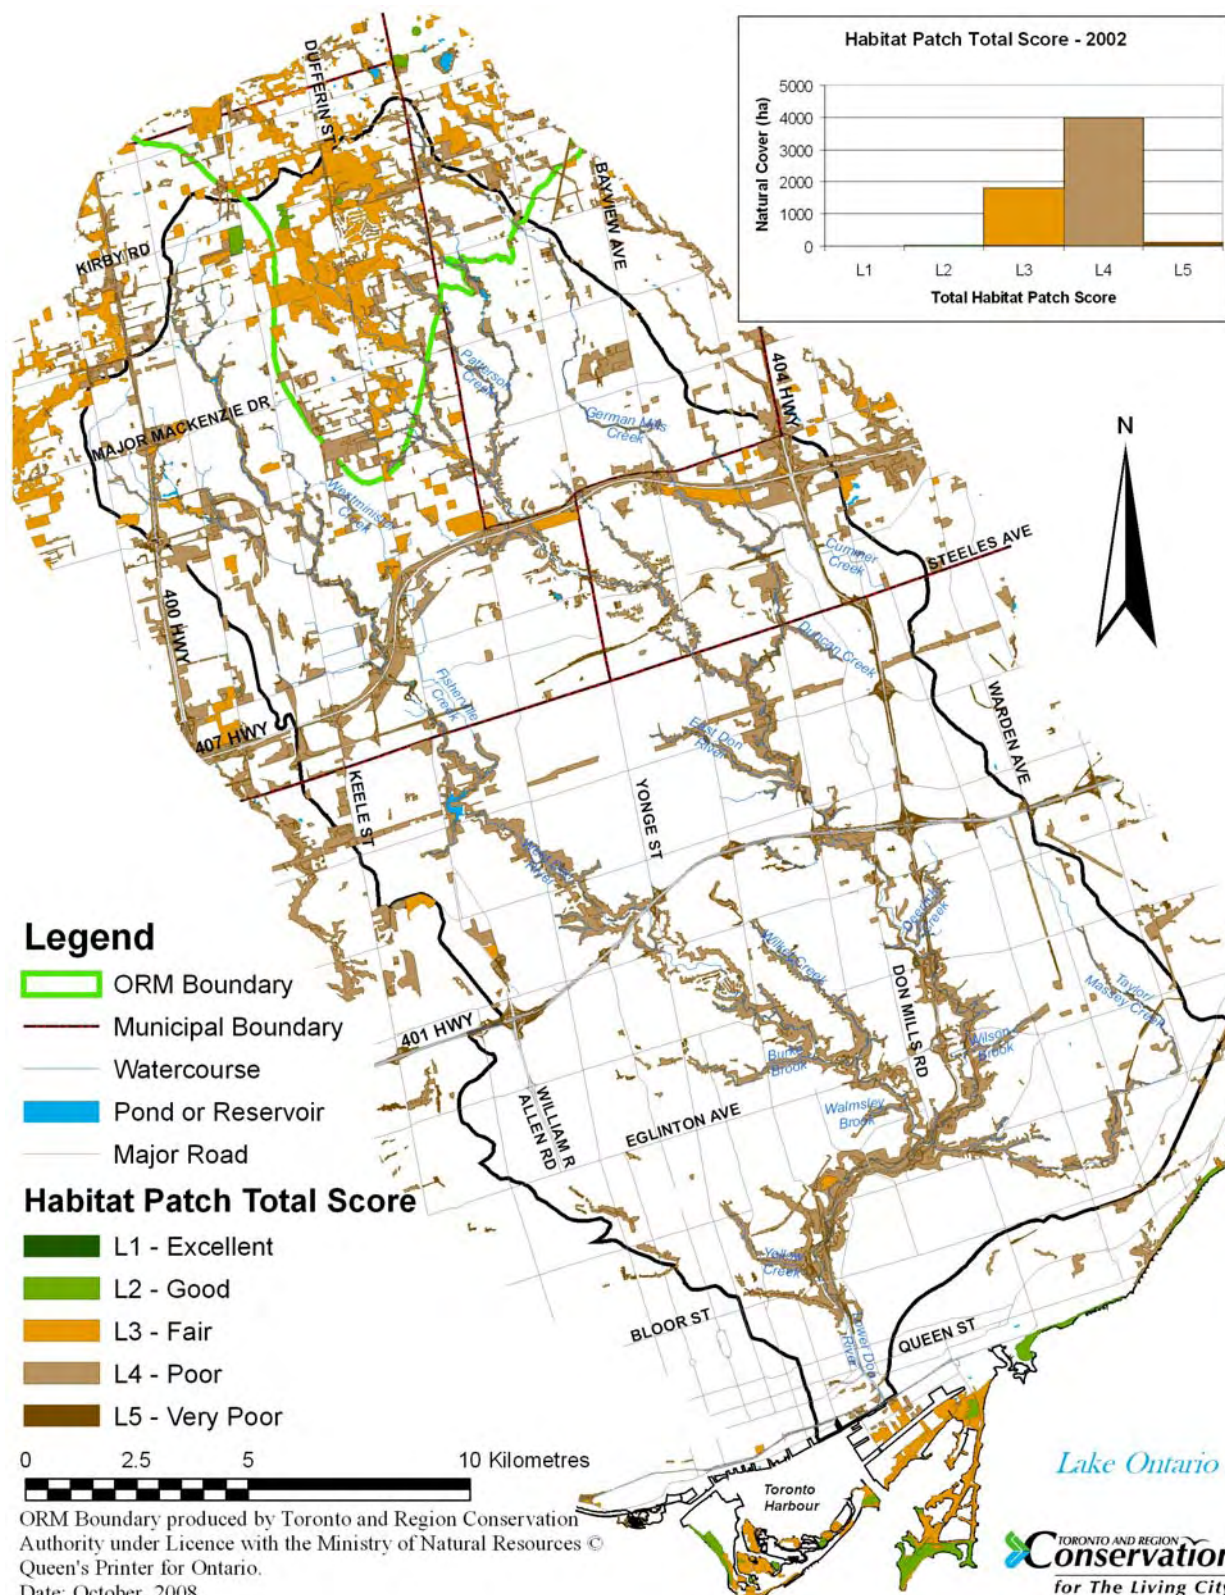 Habitat Patch Total Score - 2002
5000
4000
3000
2000
1000
0
Natural Cover (ha)
L1
L2
L3
L4
L5
Total Habitat Patch Score
DUFFERIN ST
BAYVIEW AVE
KIRBY RD
Patterson
Creek
404 HWY
German Mills
Creek
MAJOR MACKENZIE DR
N
Westminister
Creek
Cummer
Creek
STEELES AVE
400 HWY
Duncan Creek
Fisherville
Creek
WARDEN AVE
407 HWY
East Don
River
KEELE ST
YONGE ST
West Don
River
Deerlick
Creek
Wilket Creek
DON MILLS RD
Taylor/
Massey Creek
401 HWY
Wilson
Brook
Burke
Brook
Walmsley
Brook
WILLIAM R
ALLEN RD
EGLINTON AVE
Yellow
Creek
BLOOR ST
Lower Don
River
QUEEN ST
Legend
ORM Boundary
Municipal Boundary
Watercourse
Pond or Reservoir
Major Road
Habitat Patch Total Score
L1 - Excellent
L2 - Good
L3 - Fair
L4 - Poor
L5 - Very Poor
0 2.5 5 10 Kilometres
Toronto
Harbour
Lake Ontario
ORM Boundary produced by Toronto and Region Conservation
Authority under Licence with the Ministry of Natural Resources ©
Queen's Printer for Ontario.
Date: October, 2008
TORONTO AND REGION
Conservation
for The Living City